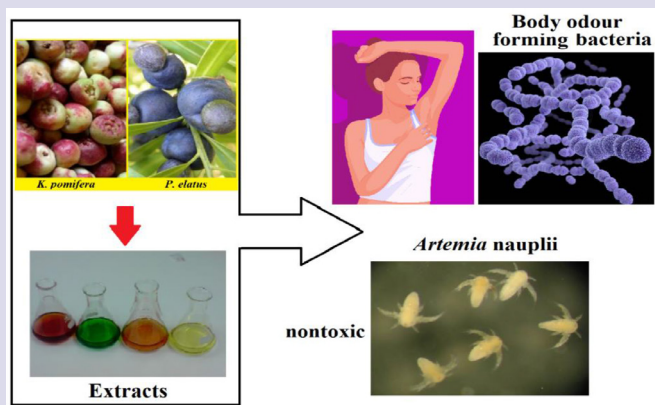 K. pomifera
P. elatus
Extracts
Body odour
forming bacteria
Artemia nauplii
nontoxic